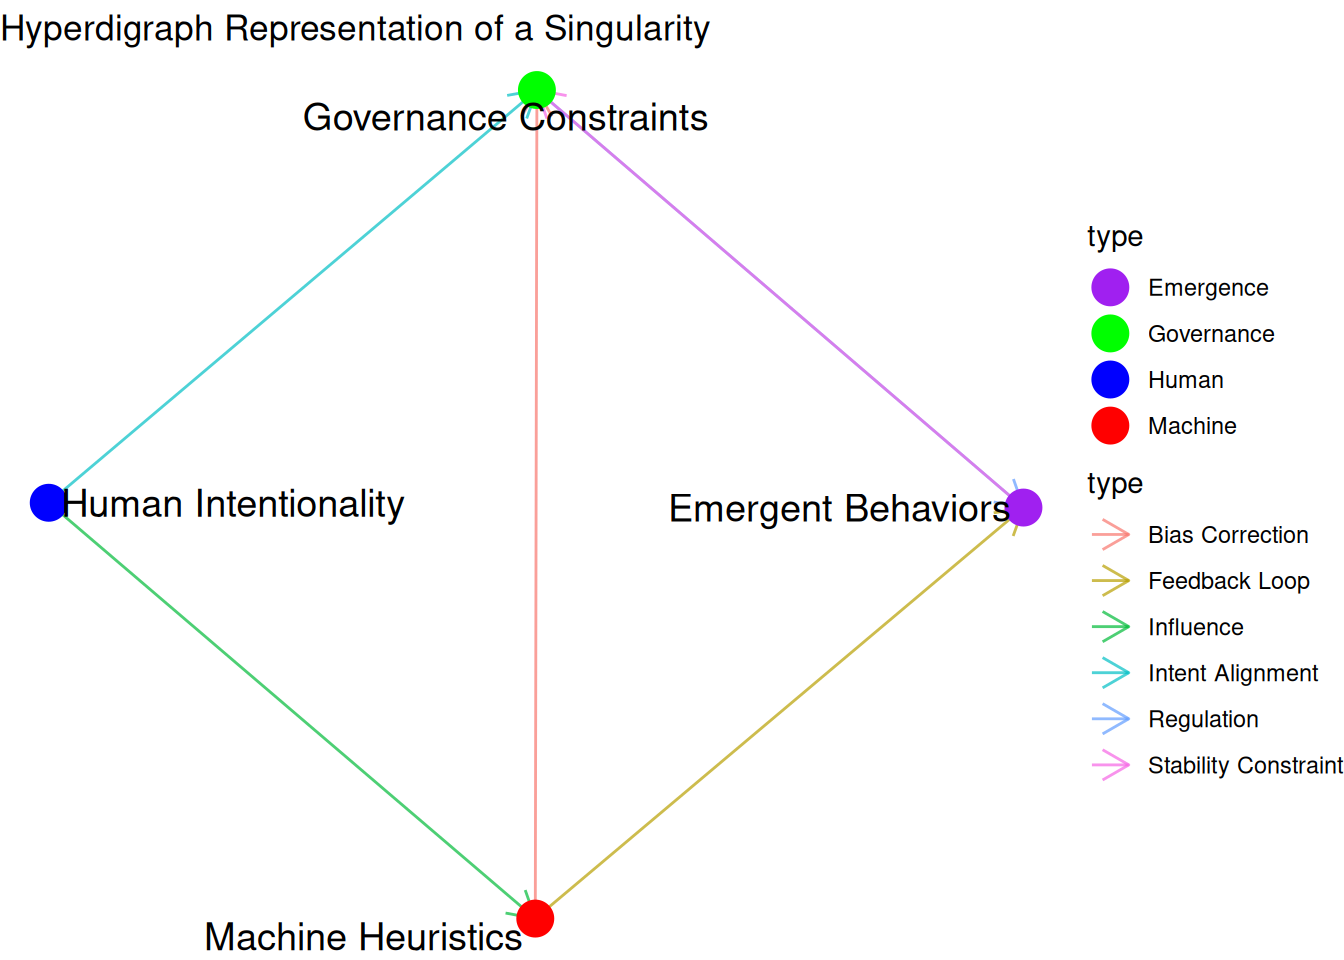 Hyperdigraph Representation of a Singularity
Governance Constraints
Human Intentionality
Emergent Behaviors
Machine Heuristics
type
Emergence
Governance
Human
Machine
type
Bias Correction
Feedback Loop
Influence
Intent Alignment
Regulation
Stability Constraint